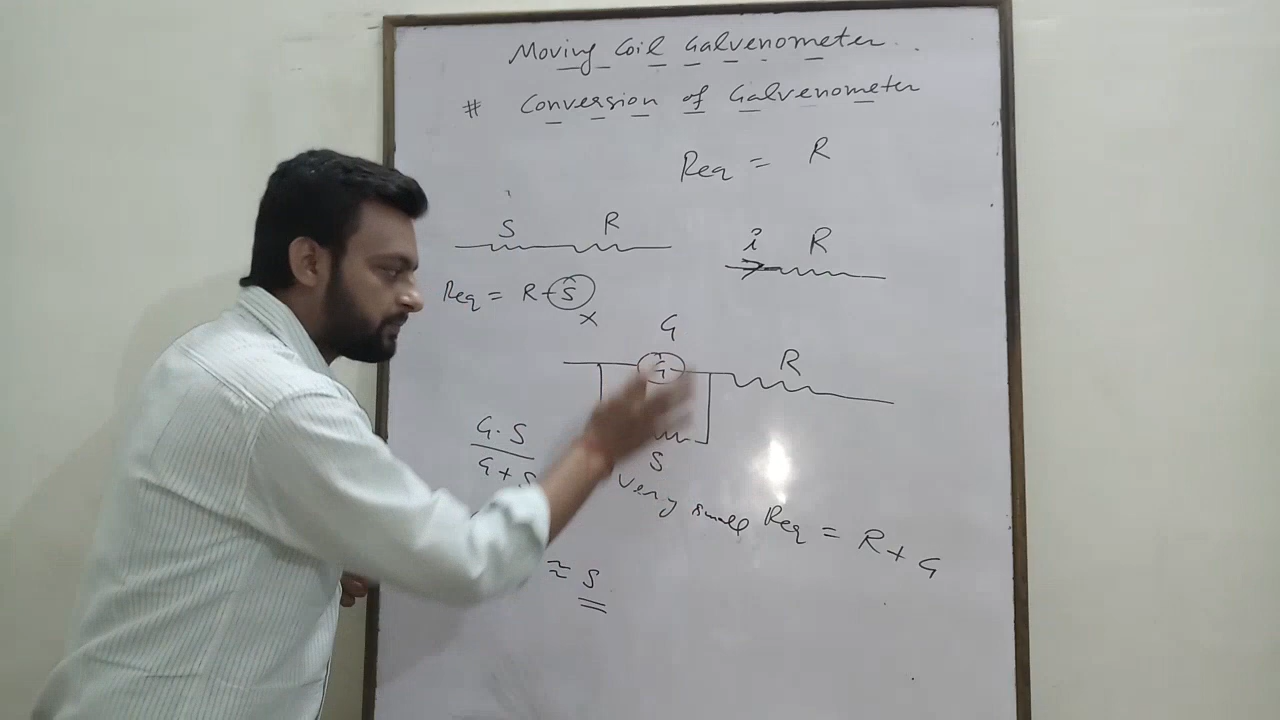 Moving Coil Galvenometer
# Conversion of Galvenometer
Req = R
S R
i R
Req = R + S
x
G
G R
G. S
G + S
S
very small Req = R + G
≈ S